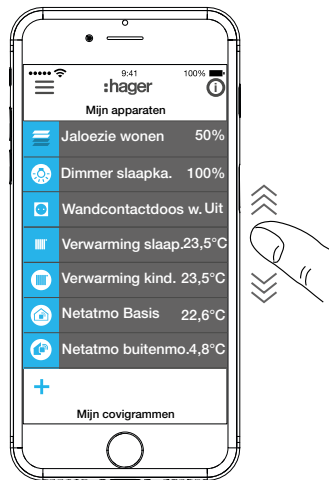 9:41 100%
:hager
Mijn apparaten
Jaloezie wonen 50%
Dimmer slaapka. 100%
Wandcontactdoos w. Uit
Verwarming slaap. 23,5°C
Verwarming kind. 23,5°C
Netatmo Basis 22,6°C
Netatmo buitenmo. 4,8°C
+
Mijn covigrammen